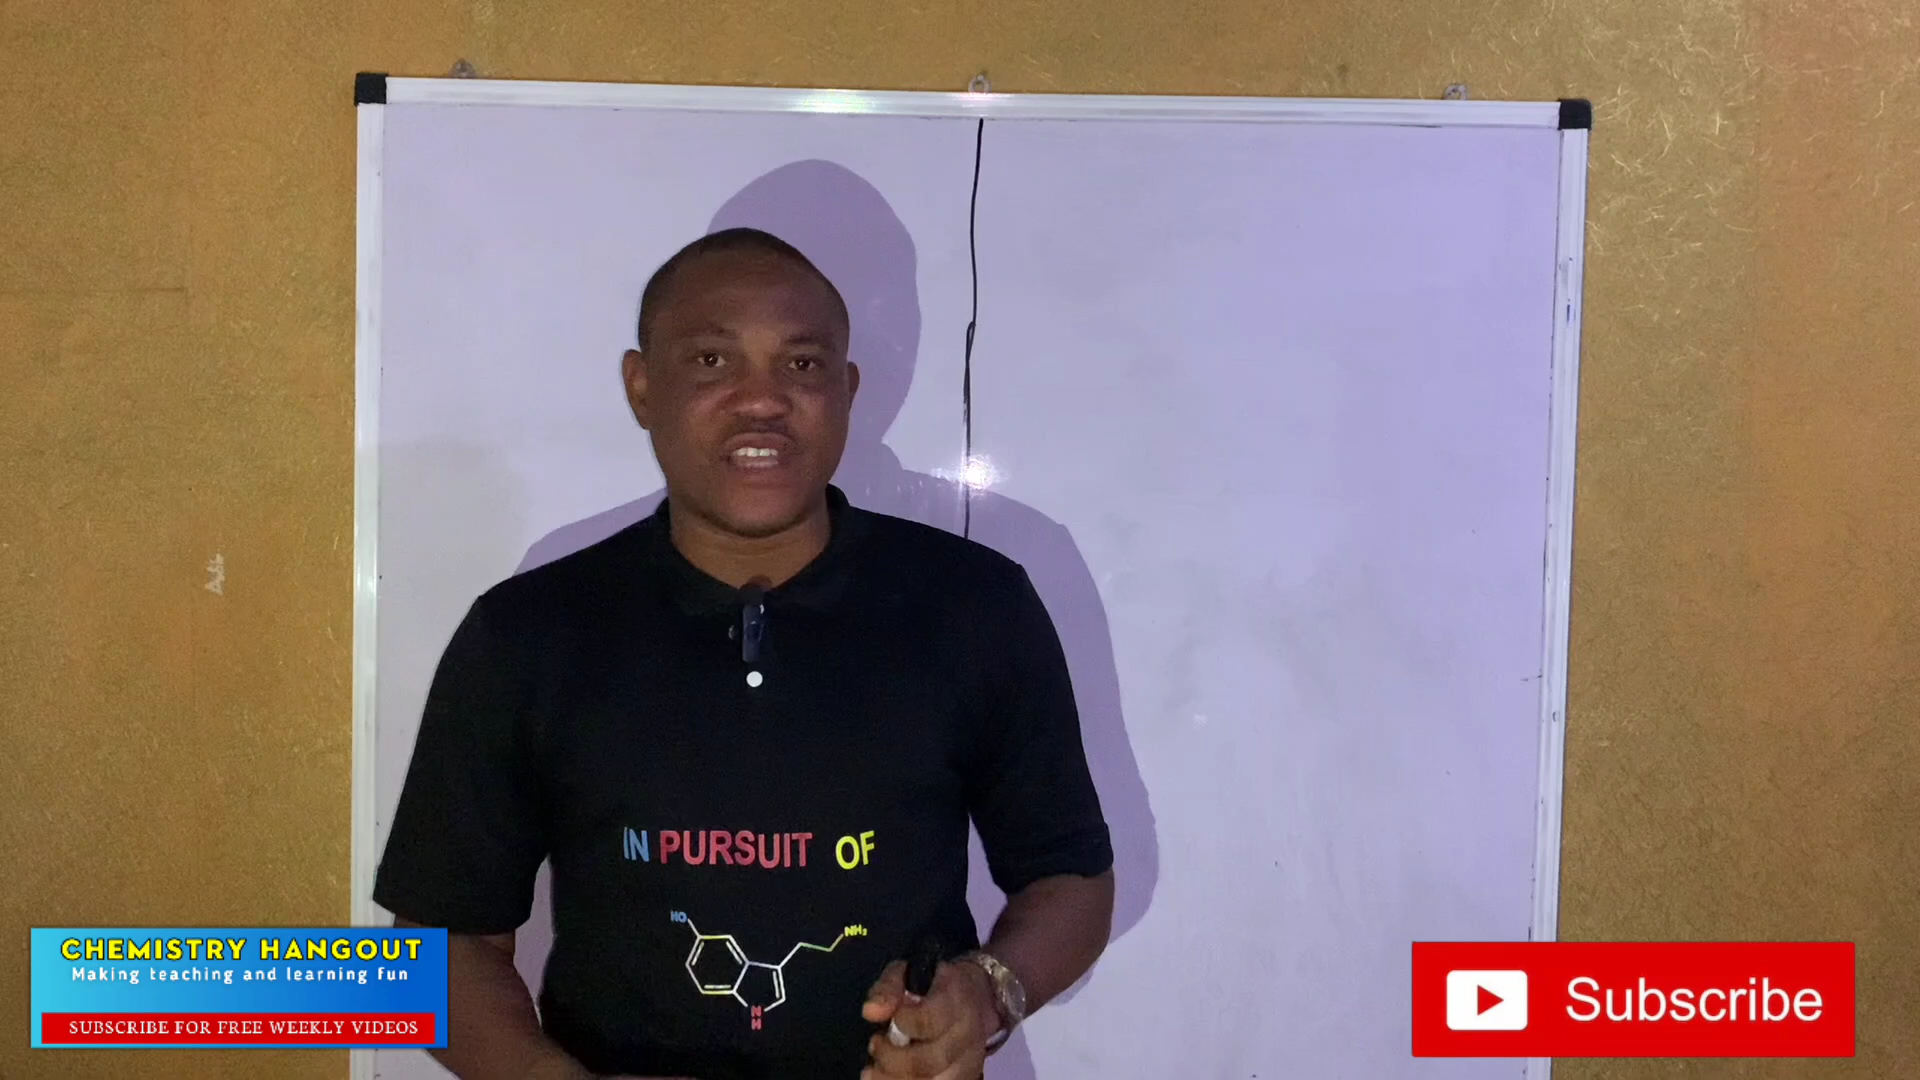 IN PURSUIT OF
HO
NH₂
N
H
CHEMISTRY HANGOUT
Making teaching and learning fun
SUBSCRIBE FOR FREE WEEKLY VIDEOS
Subscribe